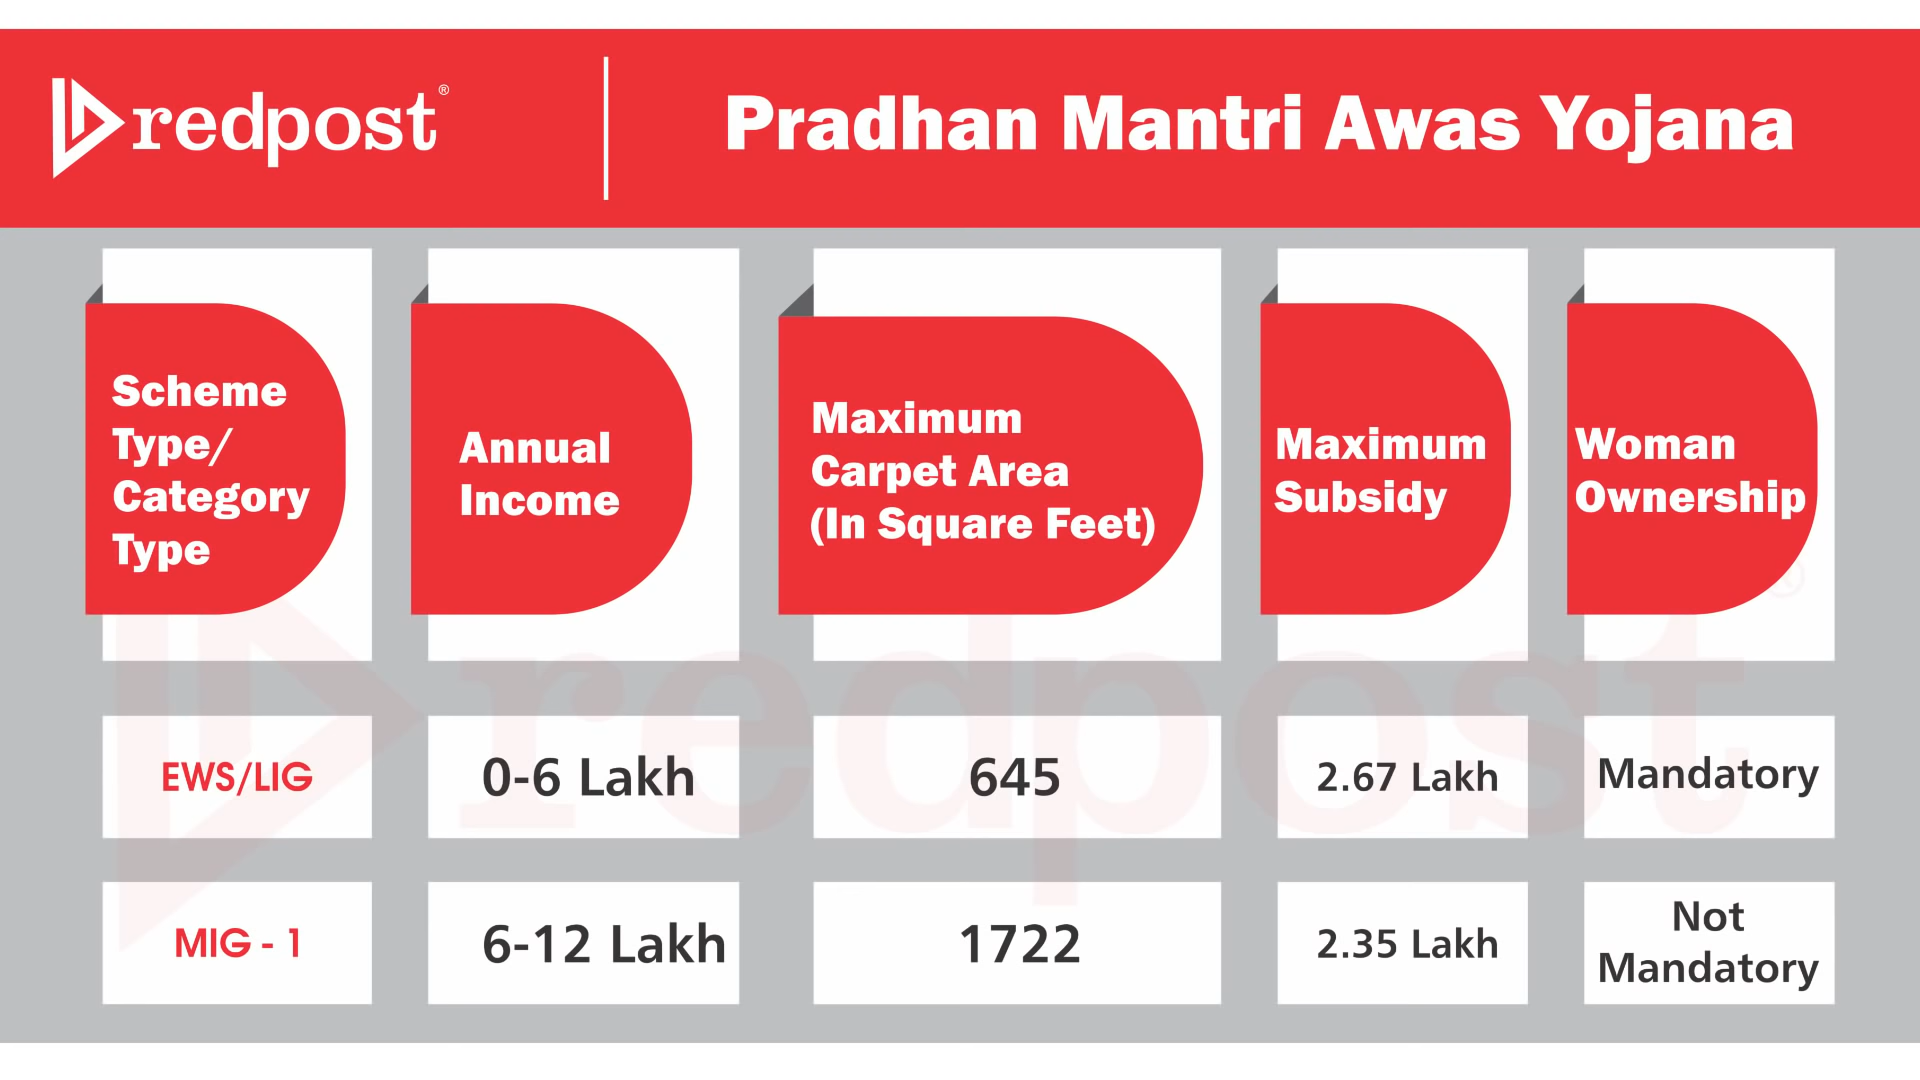 redpost®
Pradhan Mantri Awas Yojana
Scheme
Type/
Category
Type
Annual
Income
Maximum
Carpet Area
(In Square Feet)
Maximum
Subsidy
Woman
Ownership
redpost®
EWS/LIG
0-6 Lakh
645
2.67 Lakh
Mandatory
MIG - 1
6-12 Lakh
1722
2.35 Lakh
Not
Mandatory